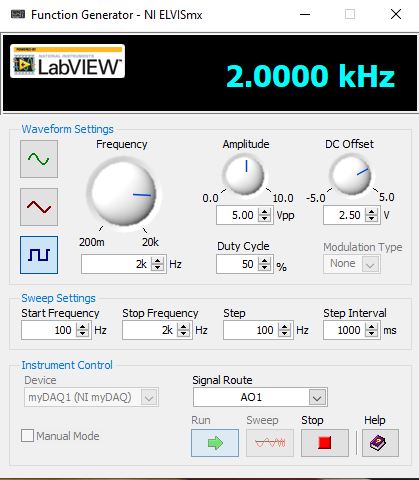 Function Generator - NI ELVISmx
POWERED BY
NATIONAL INSTRUMENTS
LabVIEW™
2.0000 kHz
Waveform Settings
Frequency
Amplitude
DC Offset
0.0 10.0
-5.0 5.0
5.00 Vpp
2.50 V
200m 20k
2k Hz
Duty Cycle
50 %
Modulation Type
None
Sweep Settings
Start Frequency Stop Frequency Step Step Interval
100 Hz 2k Hz 100 Hz 1000 ms
Instrument Control
Device
myDAQ1 (NI myDAQ)
Signal Route
AO1
Manual Mode
Run Sweep Stop Help